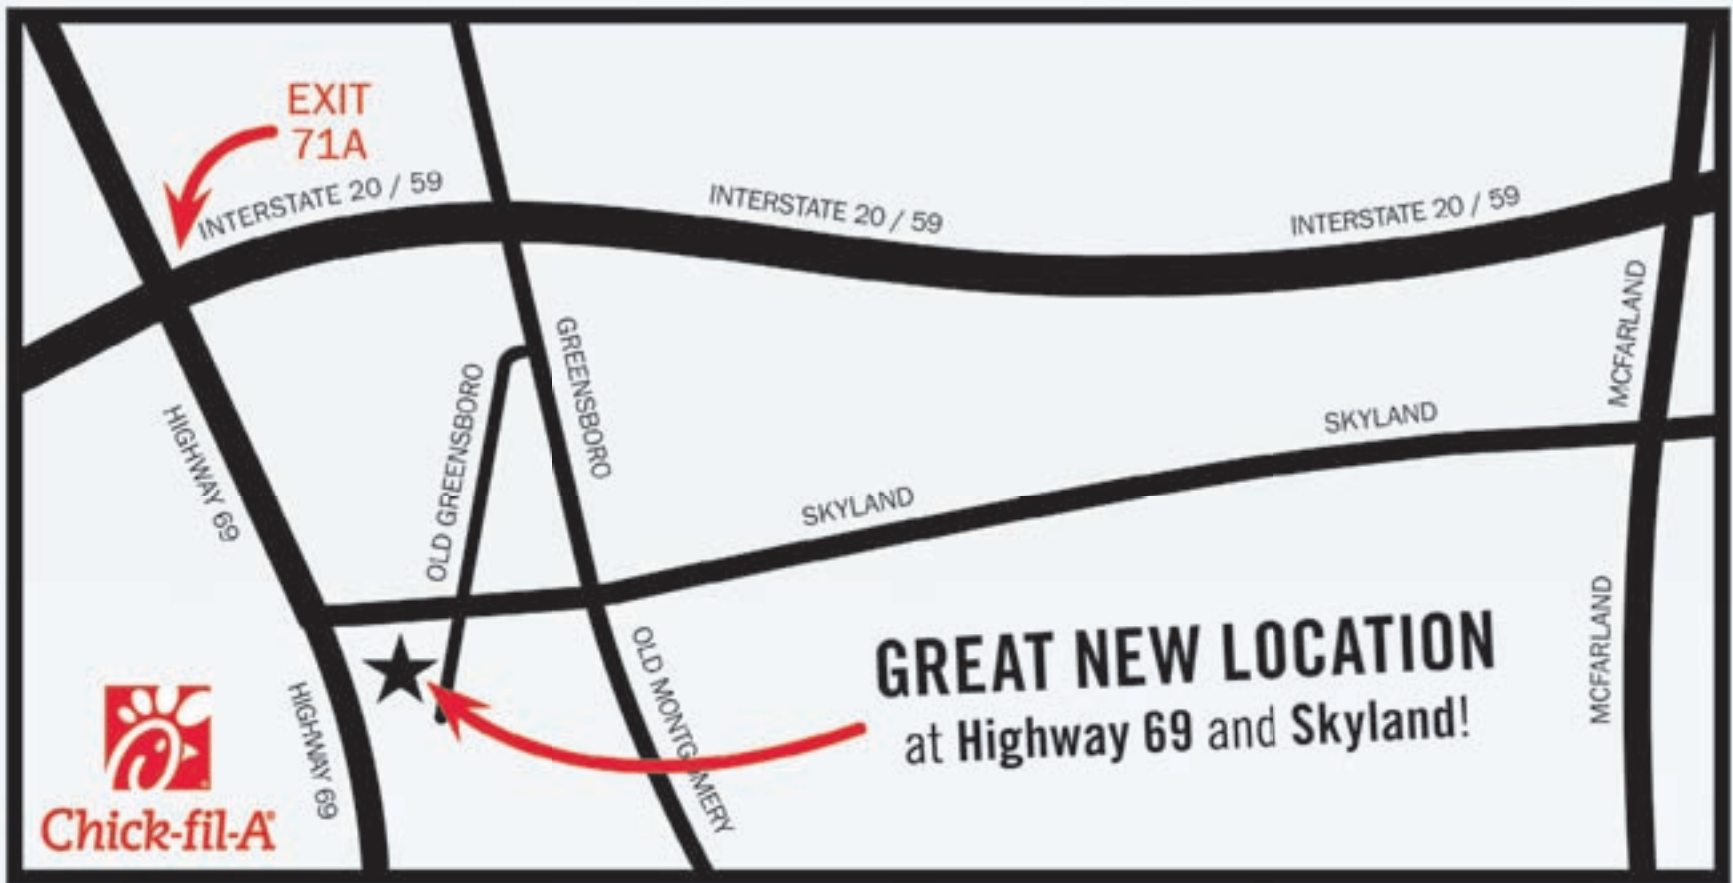 EXIT
71A
INTERSTATE 20 / 59
INTERSTATE 20 / 59
INTERSTATE 20 / 59
MCFARLAND
GREENSBORO
OLD GREENSBORO
HIGHWAY 69
SKYLAND
SKYLAND
MCFARLAND
OLD MONTGOMERY
HIGHWAY 69
GREAT NEW LOCATION
at Highway 69 and Skyland!
Chick-fil-A®